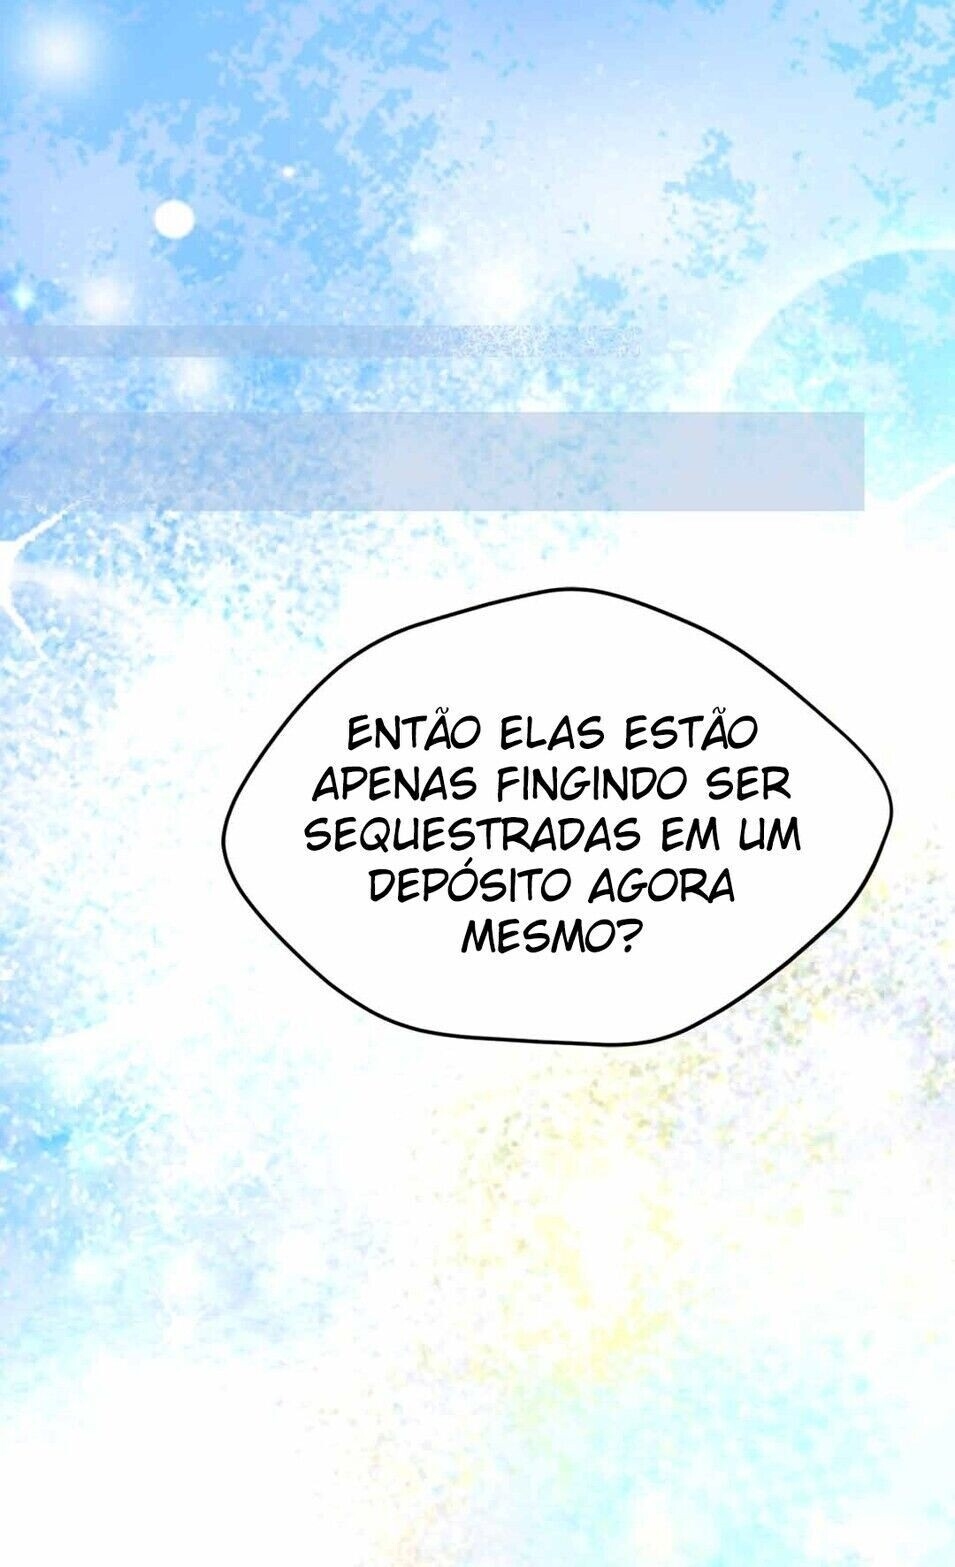 ENTÃO ELAS ESTÃO
APENAS FINGINDO SER
SEQUESTRADAS EM UM
DEPÓSITO AGORA
MESMO?